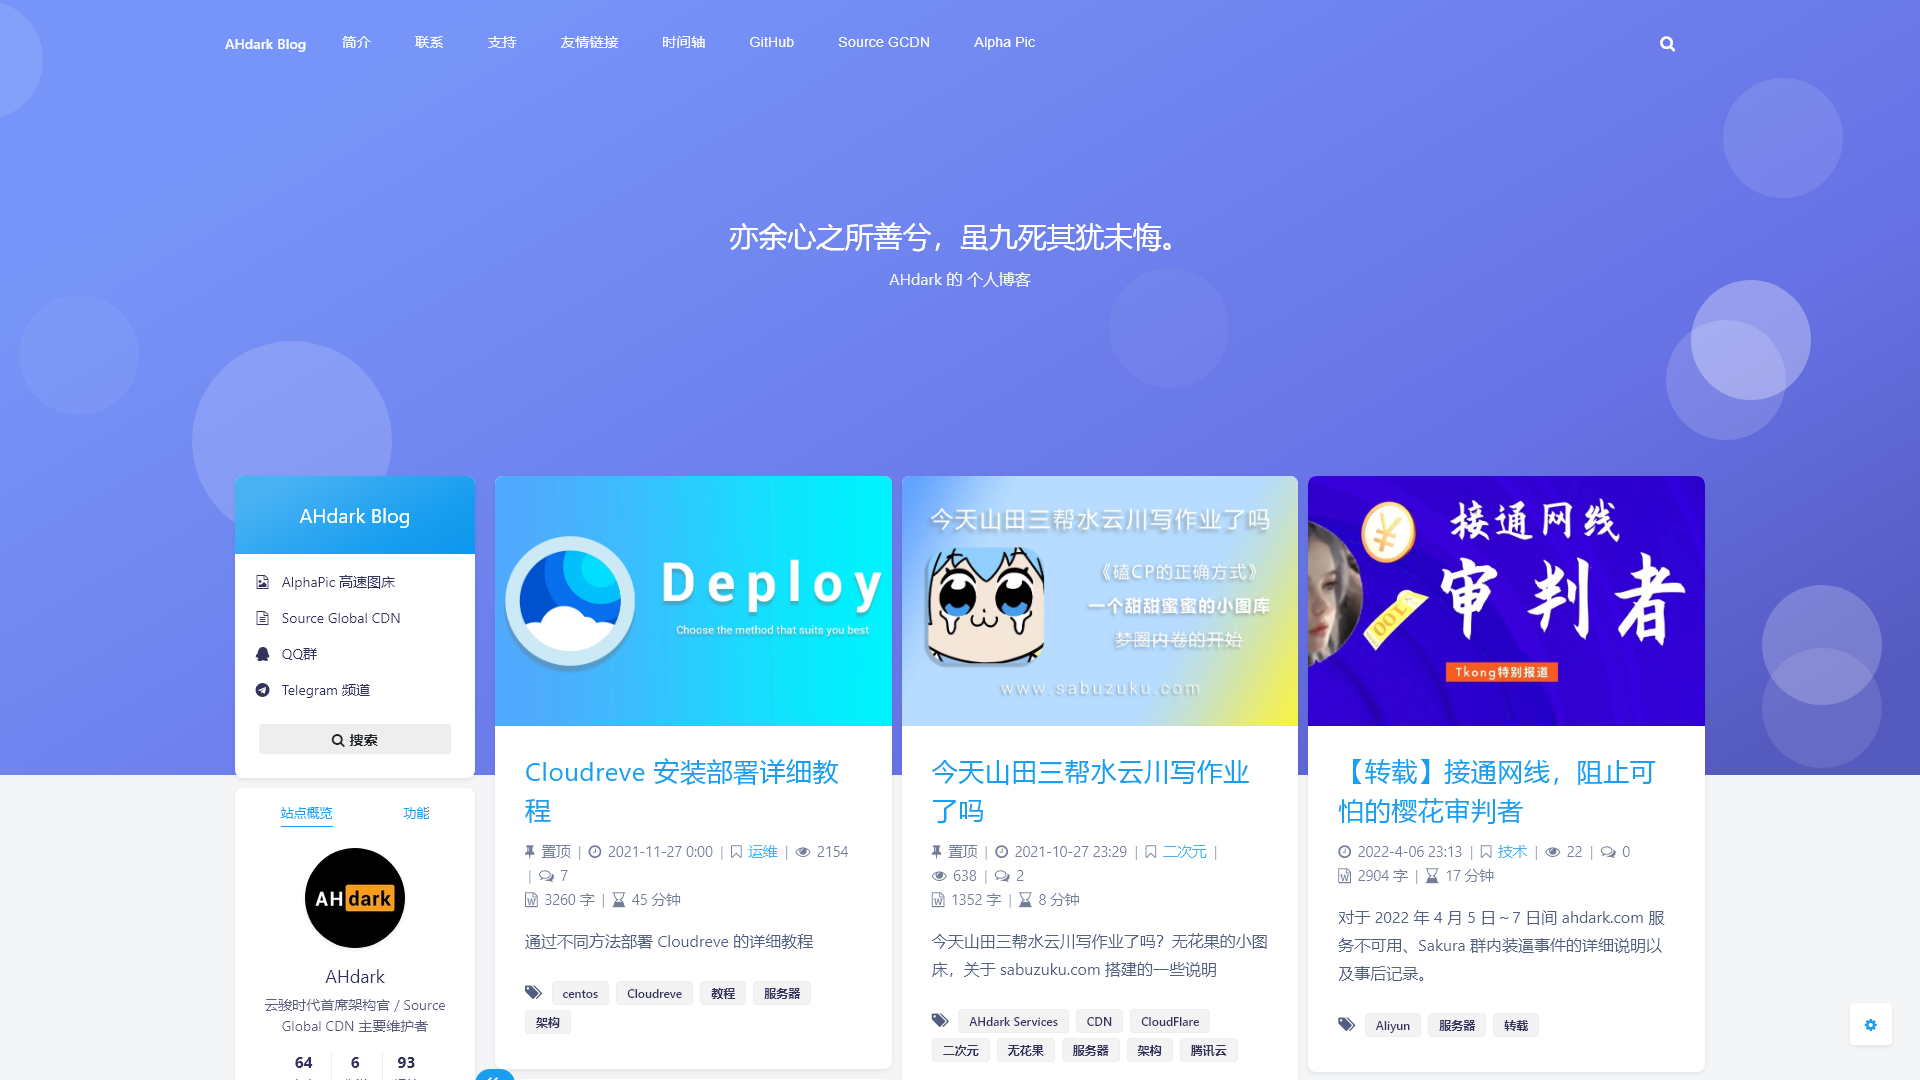 AHdark Blog 简介 联系 支持 友情链接 时间轴 GitHub Source GCDN Alpha Pic
亦余心之所善兮，虽九死其犹未悔。
AHdark 的 个人博客
AHdark Blog
AlphaPic 高速图床
Source Global CDN
QQ群
Telegram 频道
搜索
站点概览 功能
AHdark
AHdark
云骏时代首席架构官 / Source
Global CDN 主要维护者
64 6 93
Deploy
Choose the method that suits you best
Cloudreve 安装部署详细教
程
置顶 | 2021-11-27 0:00 | 运维 | 2154
| 7
3260 字 | 45 分钟
通过不同方法部署 Cloudreve 的详细教程
centos Cloudreve 教程 服务器
架构
今天山田三帮水云川写作业了吗
《磕CP的正确方式》
一个甜甜蜜蜜的小图库
梦圈内卷的开始
www.sabuzuku.com
今天山田三帮水云川写作业
了吗
置顶 | 2021-10-27 23:29 | 二次元 |
638 | 2
1352 字 | 8 分钟
今天山田三帮水云川写作业了吗？无花果的小图
床，关于 sabuzuku.com 搭建的一些说明
AHdark Services CDN CloudFlare
二次元 无花果 服务器 架构 腾讯云
接通网线
审判者
¥
100
Tkong特别报道
【转载】接通网线，阻止可
怕的樱花审判者
2022-4-06 23:13 | 技术 | 22 | 0
2904 字 | 17 分钟
对于 2022 年 4 月 5 日 ~ 7 日间 ahdark.com 服
务不可用、Sakura 群内装逼事件的详细说明以
及事后记录。
Aliyun 服务器 转载